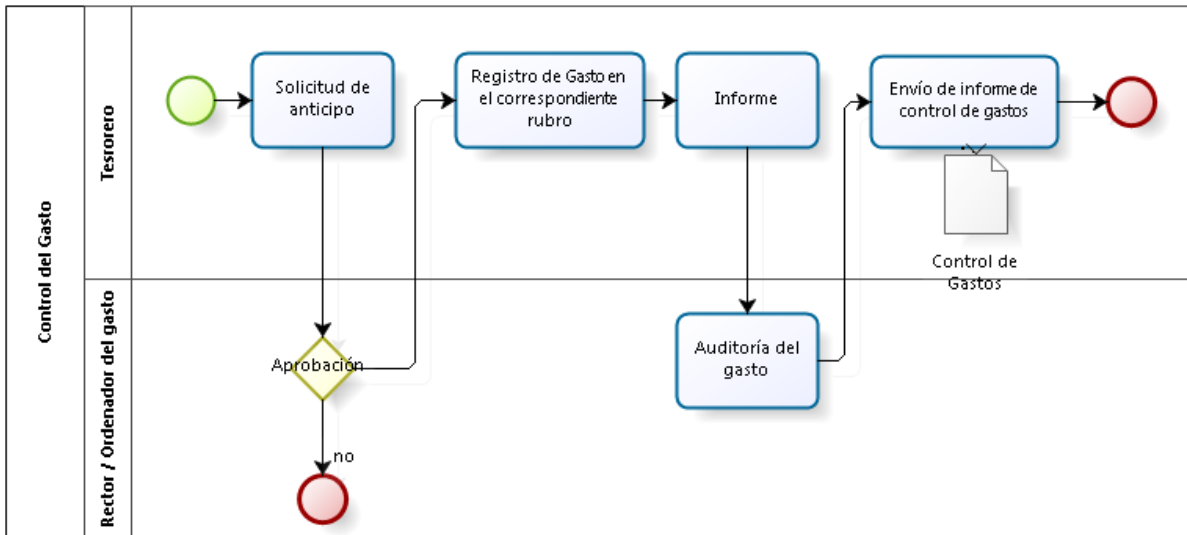 Control del Gasto
Tesrorero
Solicitud de
anticipo
Registro de Gasto en
el correspondiente
rubro
Informe
Envío de informe de
control de gastos
Control de
Gastos
Rector / Ordenador del gasto
Aprobación
no
Auditoría del
gasto